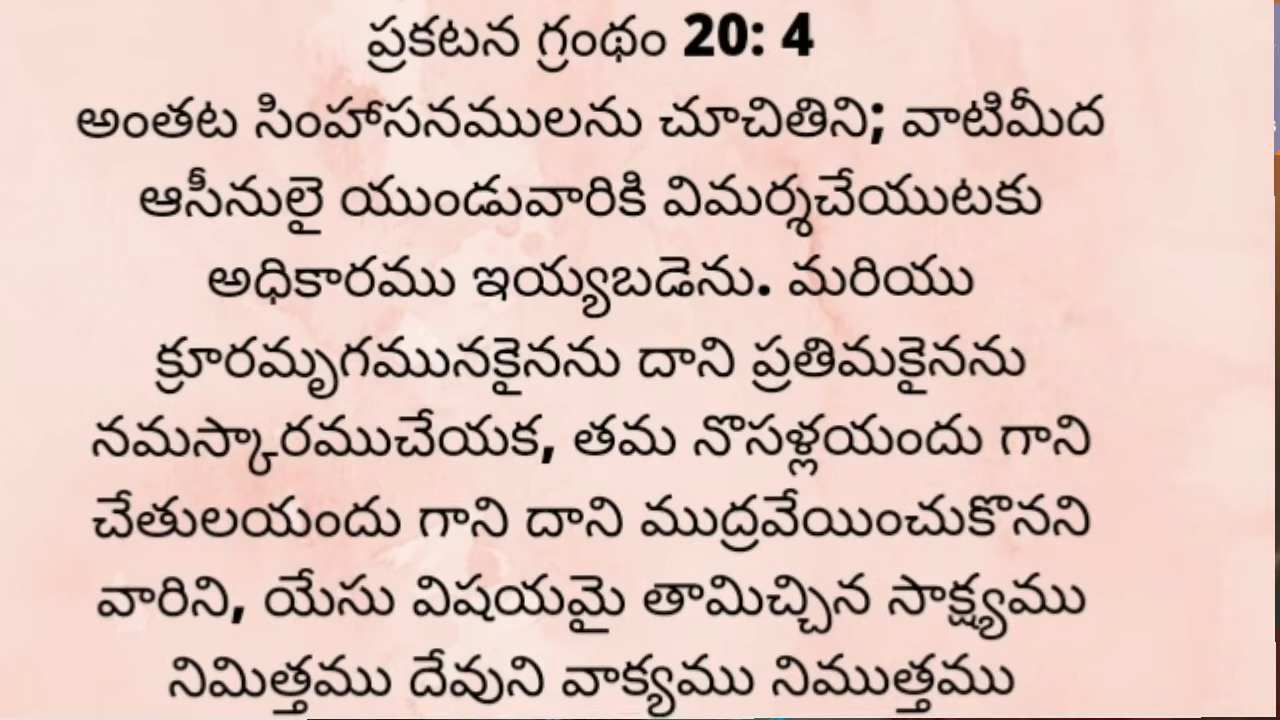 ప్రకటన గ్రంథం 20: 4
అంతట సింహాసనములను చూచితిని; వాటిమీద
ఆసీనులై యుండువారికి విమర్శచేయుటకు
అధికారము ఇయ్యబడెను. మరియు
క్రూరమృగమునకైనను దాని ప్రతిమకైనను
నమస్కారముచేయక, తమ నొసళ్లయందు గాని
చేతులయందు గాని దాని ముద్రవేయించుకొనని
వారిని, యేసు విషయమై తామిచ్చిన సాక్ష్యము
నిమిత్తము దేవుని వాక్యము నిముత్తము